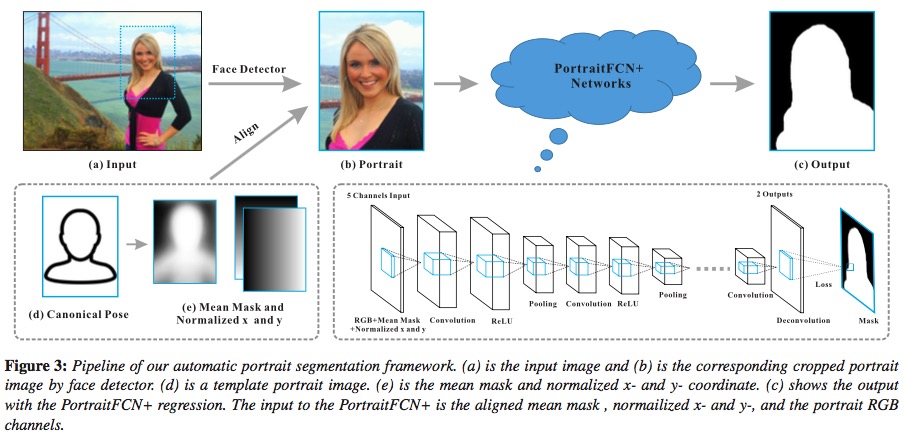 Face Detector
PortraitFCN+
Networks
Align
(a) Input
(b) Portrait
(c) Output
5 Channels Input
2 Outputs
(d) Canonical Pose
(e) Mean Mask and
Normalized x and y
RGB+Mean Mask
+Normalized x and y
Convolution
ReLU
Pooling
Convolution
ReLU
Pooling
Convolution
Deconvolution
Loss
Mask
Figure 3: Pipeline of our automatic portrait segmentation framework. (a) is the input image and (b) is the corresponding cropped portrait
image by face detector. (d) is a template portrait image. (e) is the mean mask and normalized x- and y- coordinate. (c) shows the output
with the PortraitFCN+ regression. The input to the PortraitFCN+ is the aligned mean mask , normailized x- and y-, and the portrait RGB
channels.